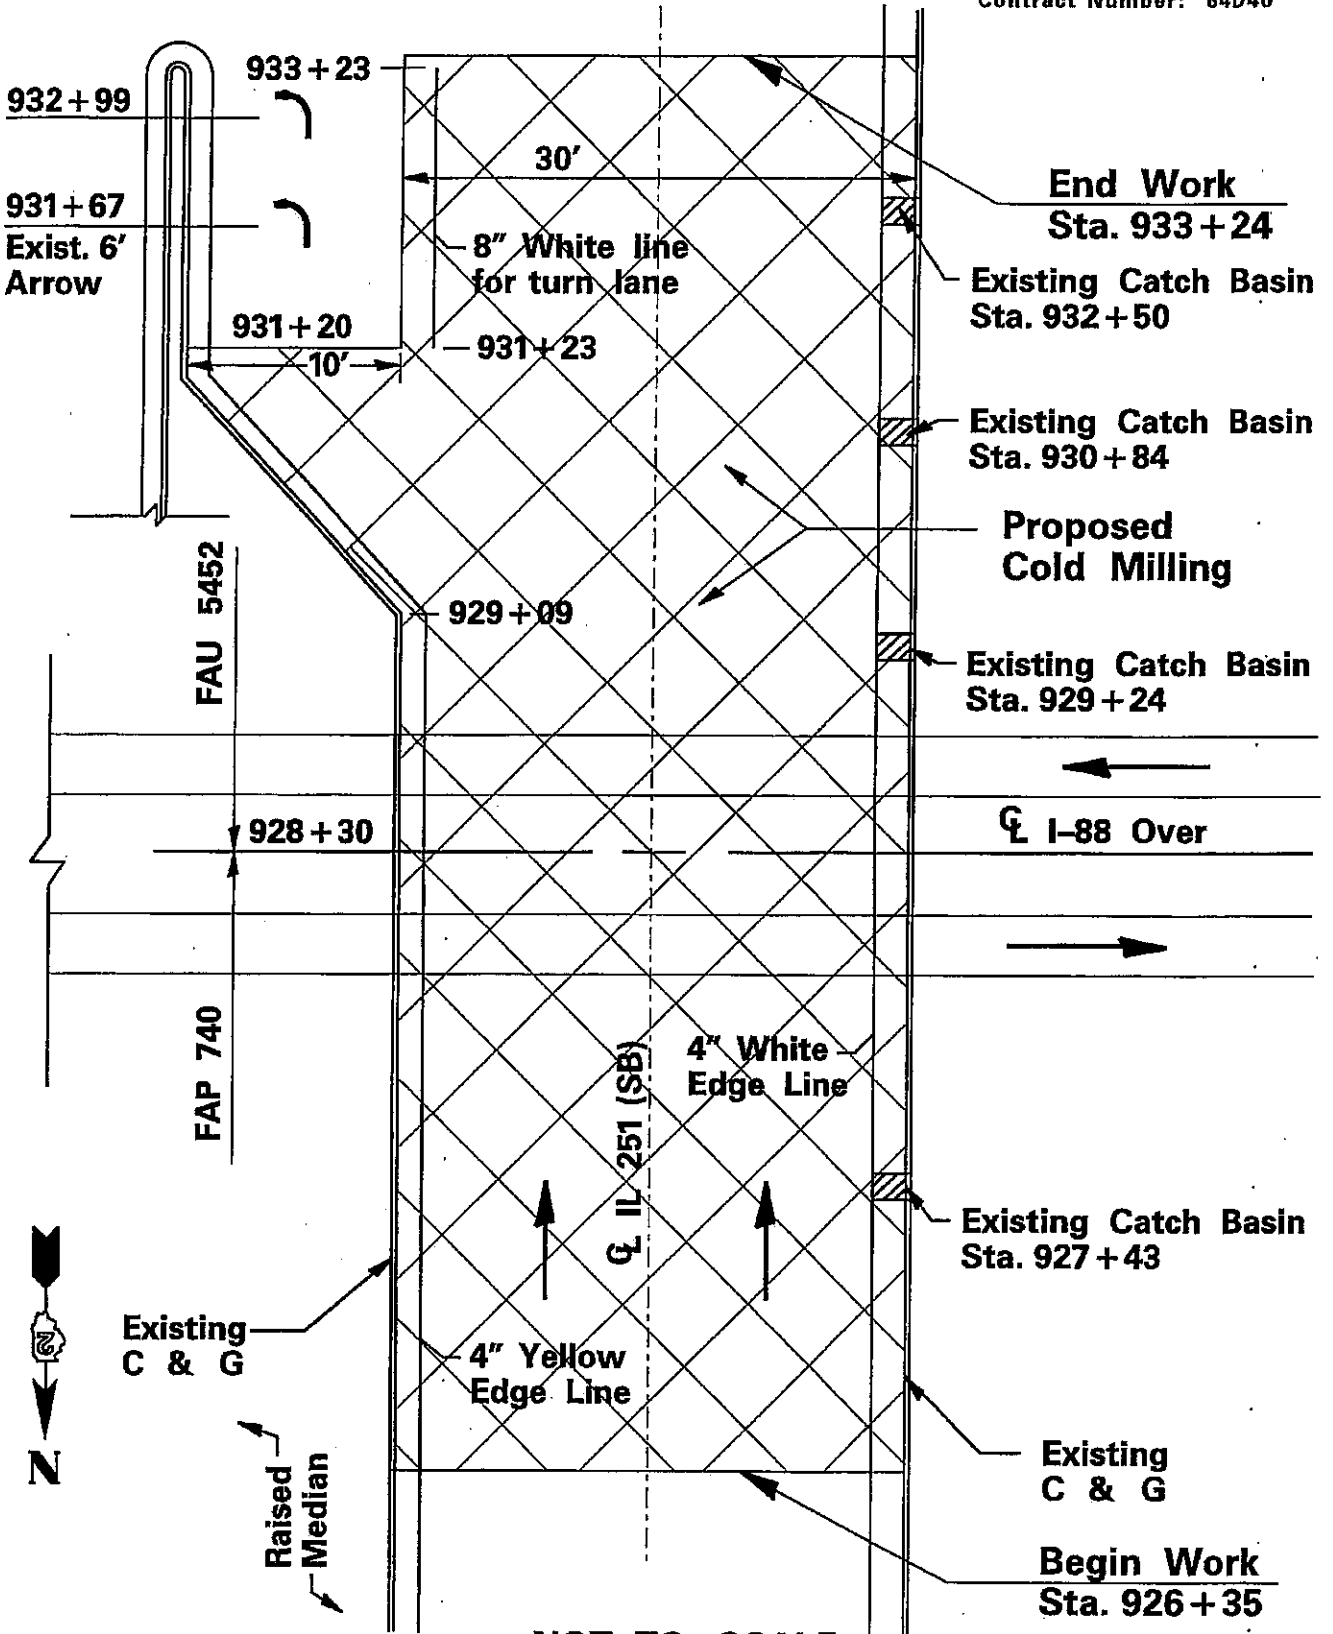 Contract Number: 64D40
933+23
932+99
30'
End Work
Sta. 933+24
931+67
Exist. 6'
Arrow
8" White line
for turn lane
Existing Catch Basin
Sta. 932+50
931+20
931+23
10'
Existing Catch Basin
Sta. 930+84
Proposed
Cold Milling
FAU 5452
929+09
Existing Catch Basin
Sta. 929+24
928+30
℄ I-88 Over
FAP 740
4" White
Edge Line
℄ IL 251 (SB)
Existing Catch Basin
Sta. 927+43
2
Existing
C & G
4" Yellow
Edge Line
N
Raised
Median
Existing
C & G
Begin Work
Sta. 926+35
NOT TO SCALE